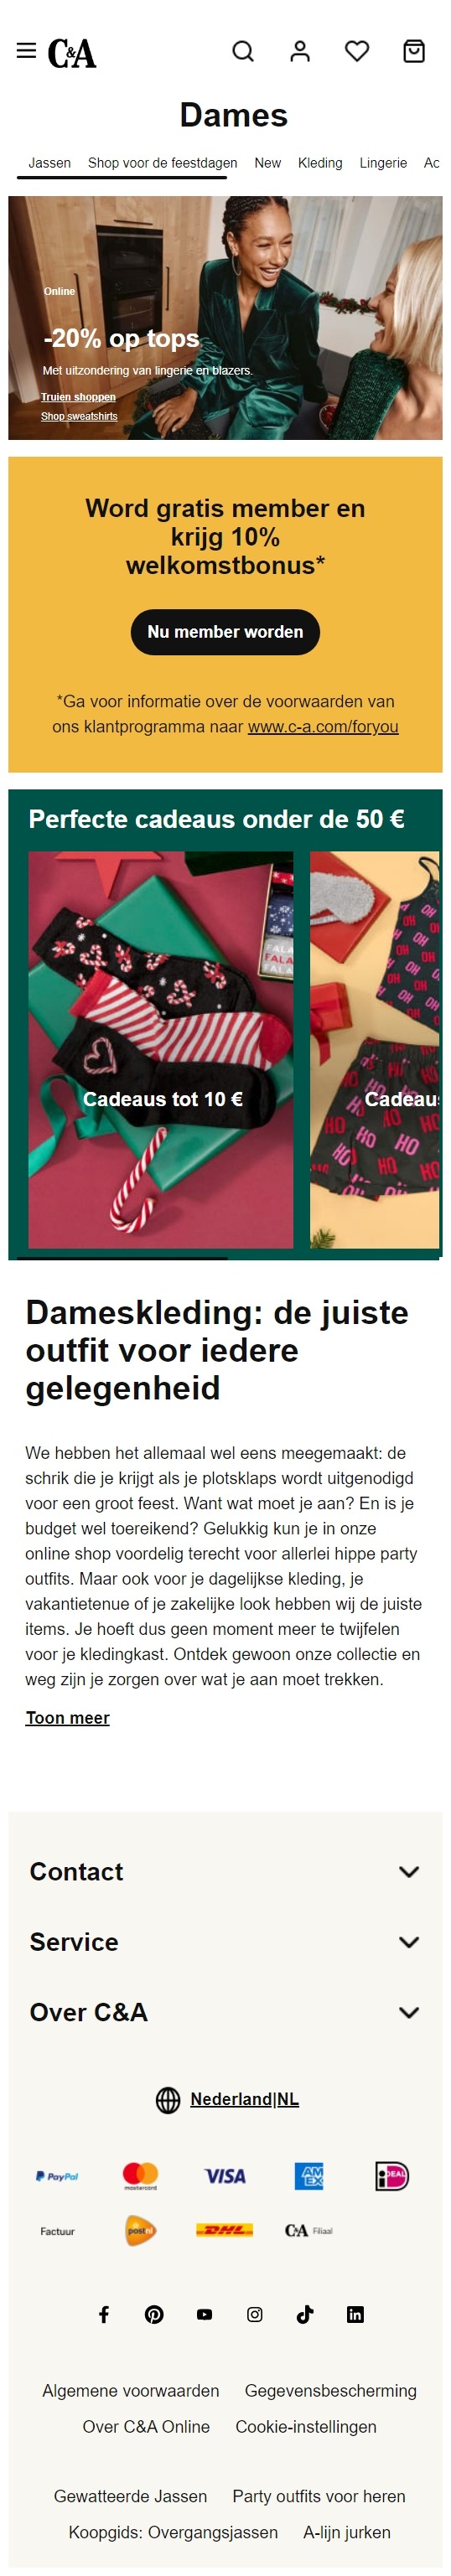 C&A
Dames
Jassen Shop voor de feestdagen New Kleding Lingerie Ac
Online
-20% op tops
Met uitzondering van lingerie en blazers.
Truien shoppen
Shop sweatshirts
Word gratis member en
krijg 10%
welkomstbonus*
Nu member worden
*Ga voor informatie over de voorwaarden van
ons klantprogramma naar www.c-a.com/foryou
Perfecte cadeaus onder de 50 €
FALA
Cadeaus tot 10 €
Cadeau
OH OH OH OH OH
HO HO HO HO HO
Dameskleding: de juiste
outfit voor iedere
gelegenheid
We hebben het allemaal wel eens meegemaakt: de
schrik die je krijgt als je plotsklaps wordt uitgenodigd
voor een groot feest. Want wat moet je aan? En is je
budget wel toereikend? Gelukkig kun je in onze
online shop voordelig terecht voor allerlei hippe party
outfits. Maar ook voor je dagelijkse kleding, je
vakantietenue of je zakelijke look hebben wij de juiste
items. Je hoeft dus geen moment meer te twijfelen
voor je kledingkast. Ontdek gewoon onze collectie en
weg zijn je zorgen over wat je aan moet trekken.
Toon meer
Contact
Service
Over C&A
Nederland|NL
PayPal mastercard VISA AMEX iDEAL
Factuur postnl DHL C&A Filiaal
Algemene voorwaarden Gegevensbescherming
Over C&A Online Cookie-instellingen
Gewatteerde Jassen Party outfits voor heren
Koopgids: Overgangsjassen A-lijn jurken